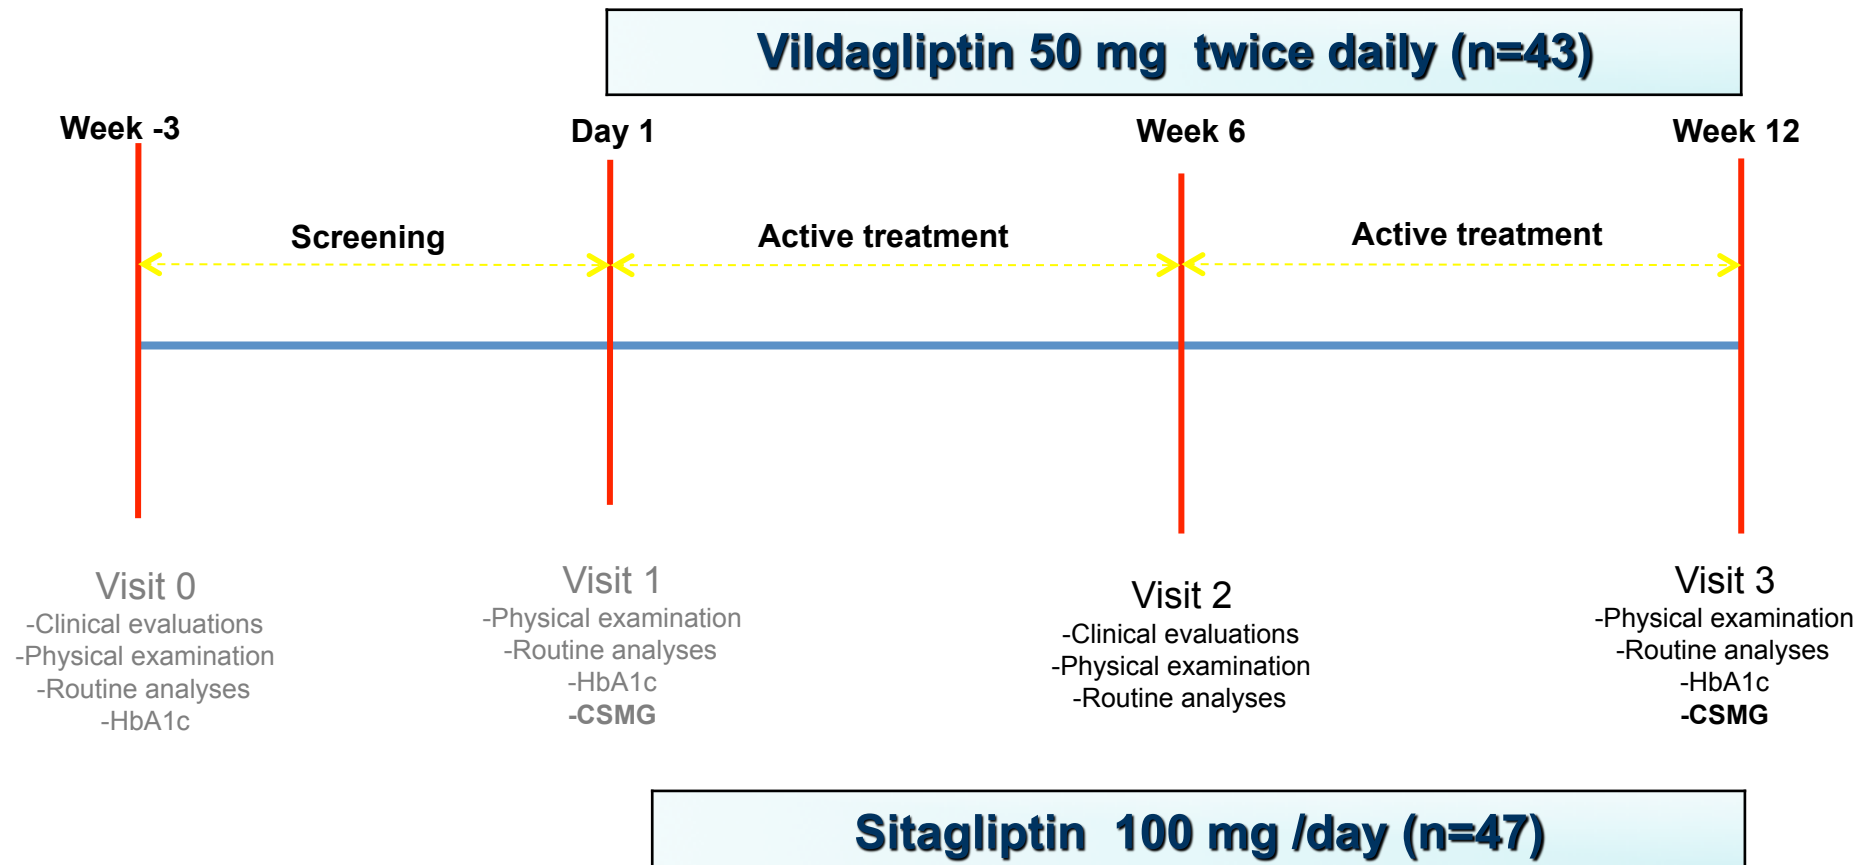 Vildagliptin 50 mg twice daily (n=43)
Week -3
Day 1
Week 6
Week 12
Screening
Active treatment
Active treatment
Visit 0
-Clinical evaluations
-Physical examination
-Routine analyses
-HbA1c
Visit 1
-Physical examination
-Routine analyses
-HbA1c
-CSMG
Visit 2
-Clinical evaluations
-Physical examination
-Routine analyses
Visit 3
-Physical examination
-Routine analyses
-HbA1c
-CSMG
Sitagliptin 100 mg /day (n=47)